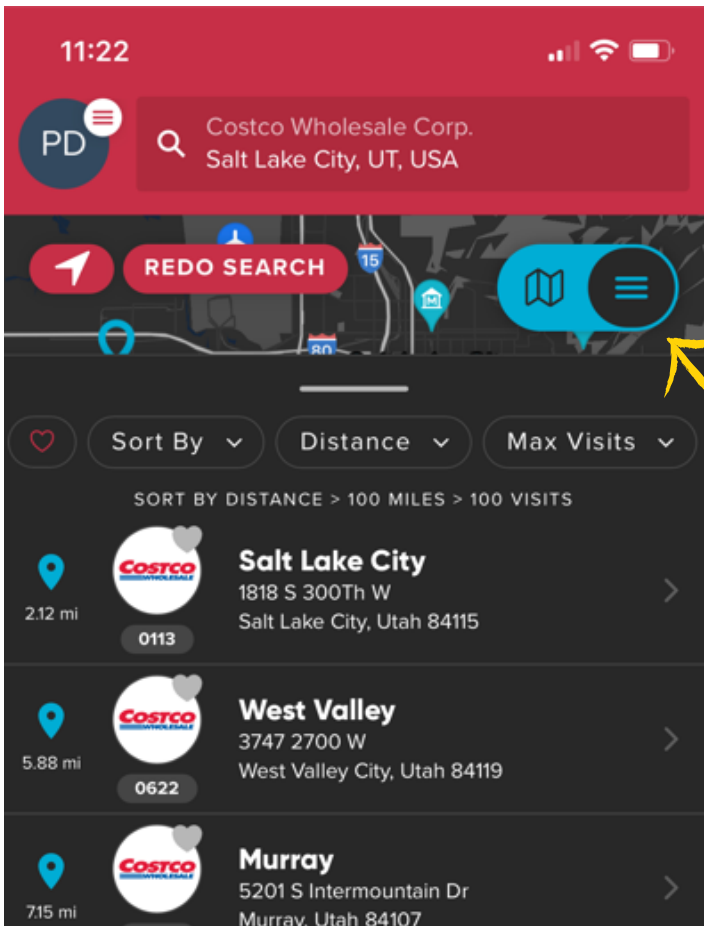 11:22
PD
Costco Wholesale Corp.
Salt Lake City, UT, USA
REDO SEARCH
15
M
80
Sort By
Distance
Max Visits
SORT BY DISTANCE > 100 MILES > 100 VISITS
COSTCO
WHOLESALE
Salt Lake City
1818 S 300Th W
2.12 mi
Salt Lake City, Utah 84115
0113
COSTCO
WHOLESALE
West Valley
3747 2700 W
5.88 mi
West Valley City, Utah 84119
0622
COSTCO
WHOLESALE
Murray
5201 S Intermountain Dr
7.15 mi
Murray, Utah 84107